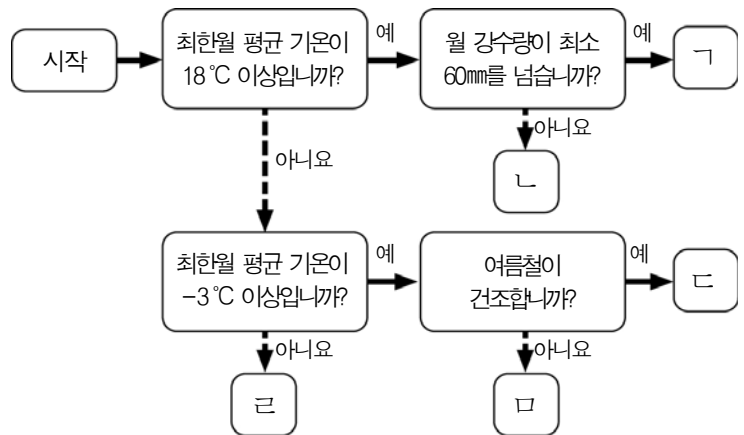 시작
최한월 평균 기온이
18℃ 이상입니까?
예
월 강수량이 최소
60㎜를 넘습니까?
예
ㄱ
아니요
ㄴ
아니요
최한월 평균 기온이
-3℃ 이상입니까?
예
여름철이
건조합니까?
예
ㄷ
아니요
ㄹ
아니요
ㅁ